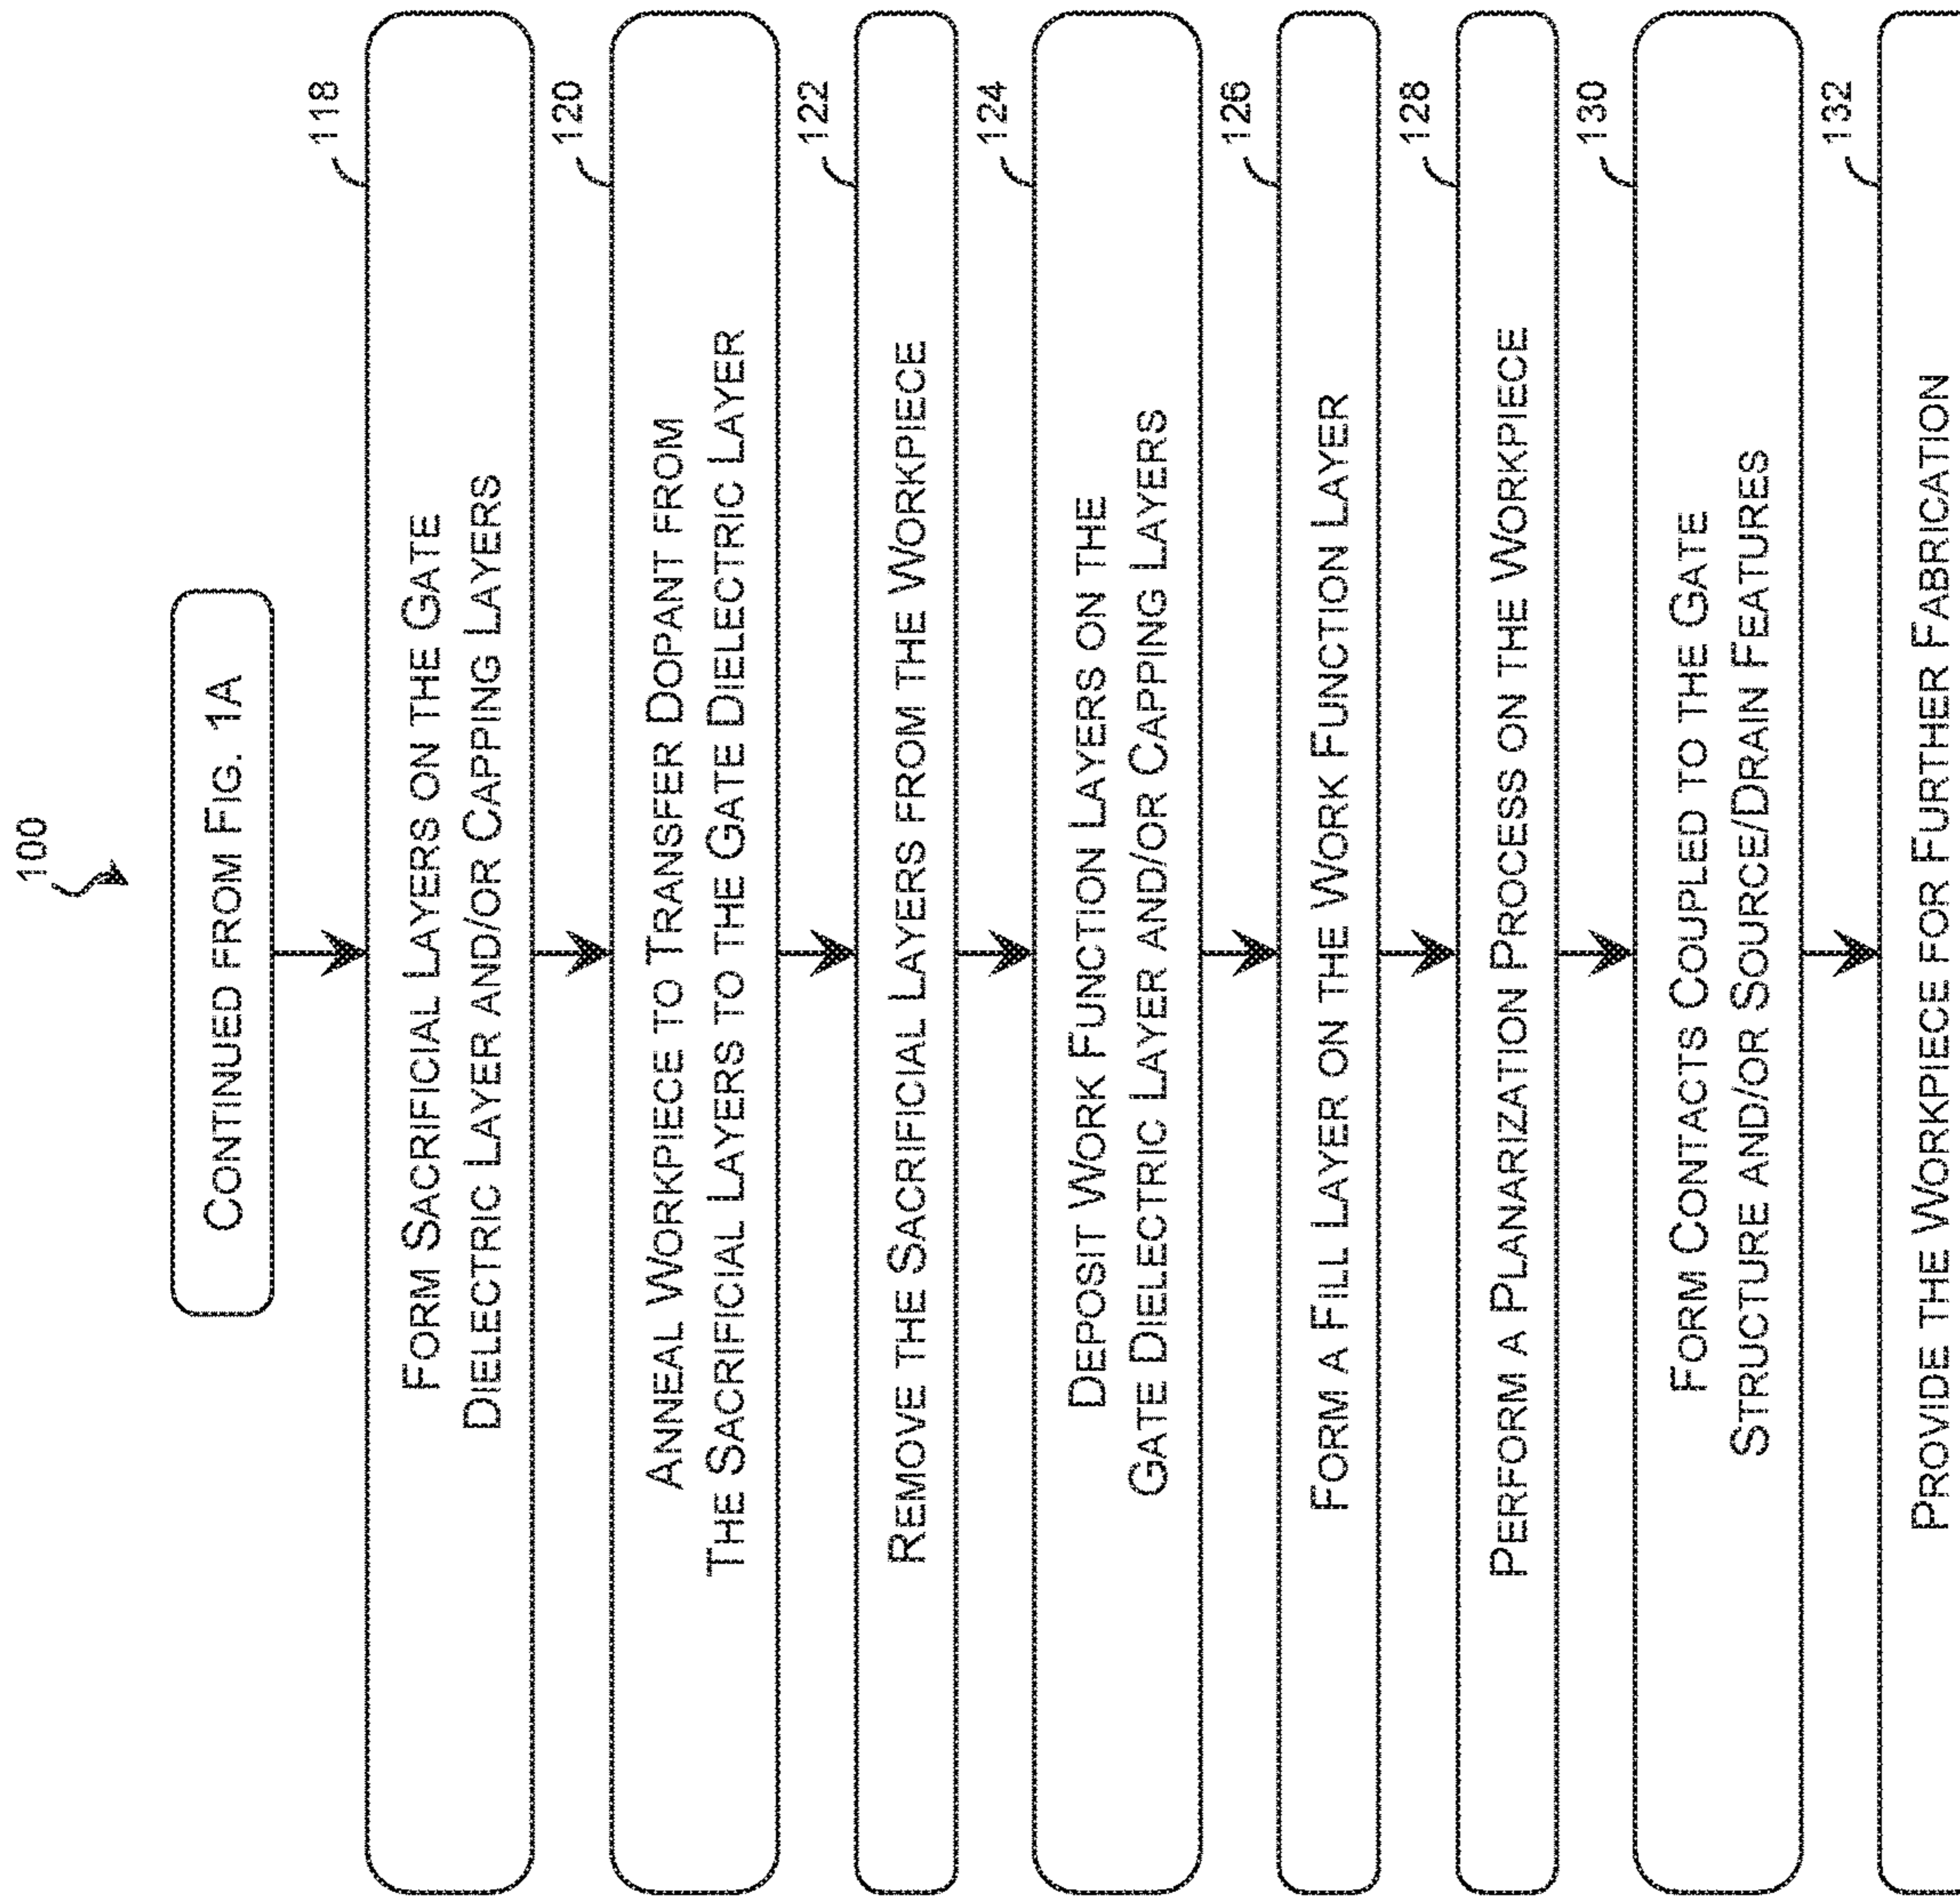 100
CONTINUED FROM FIG. 1A
118
FORM SACRIFICIAL LAYERS ON THE GATE
DIELECTRIC LAYER AND/OR CAPPING LAYERS
120
ANNEAL WORKPIECE TO TRANSFER DOPANT FROM
THE SACRIFICIAL LAYERS TO THE GATE DIELECTRIC LAYER
122
REMOVE THE SACRIFICIAL LAYERS FROM THE WORKPIECE
124
DEPOSIT WORK FUNCTION LAYERS ON THE
GATE DIELECTRIC LAYER AND/OR CAPPING LAYERS
126
FORM A FILL LAYER ON THE WORK FUNCTION LAYER
128
PERFORM A PLANARIZATION PROCESS ON THE WORKPIECE
130
FORM CONTACTS COUPLED TO THE GATE
STRUCTURE AND/OR SOURCE/DRAIN FEATURES
132
PROVIDE THE WORKPIECE FOR FURTHER FABRICATION